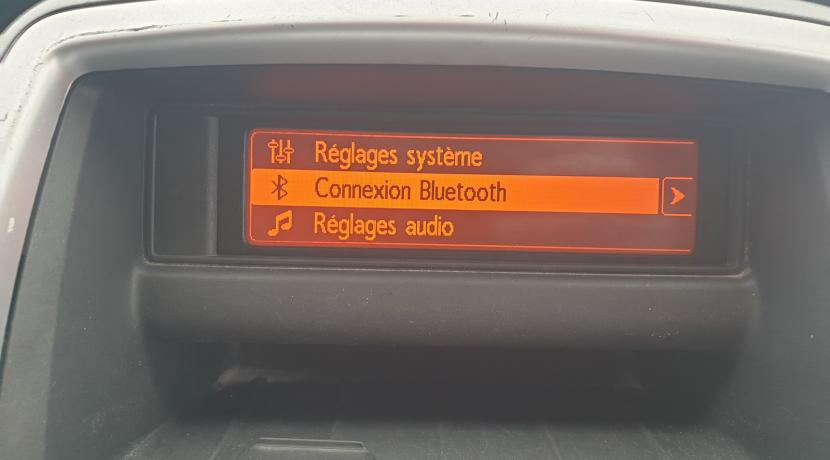 Réglages système
Connexion Bluetooth
Réglages audio